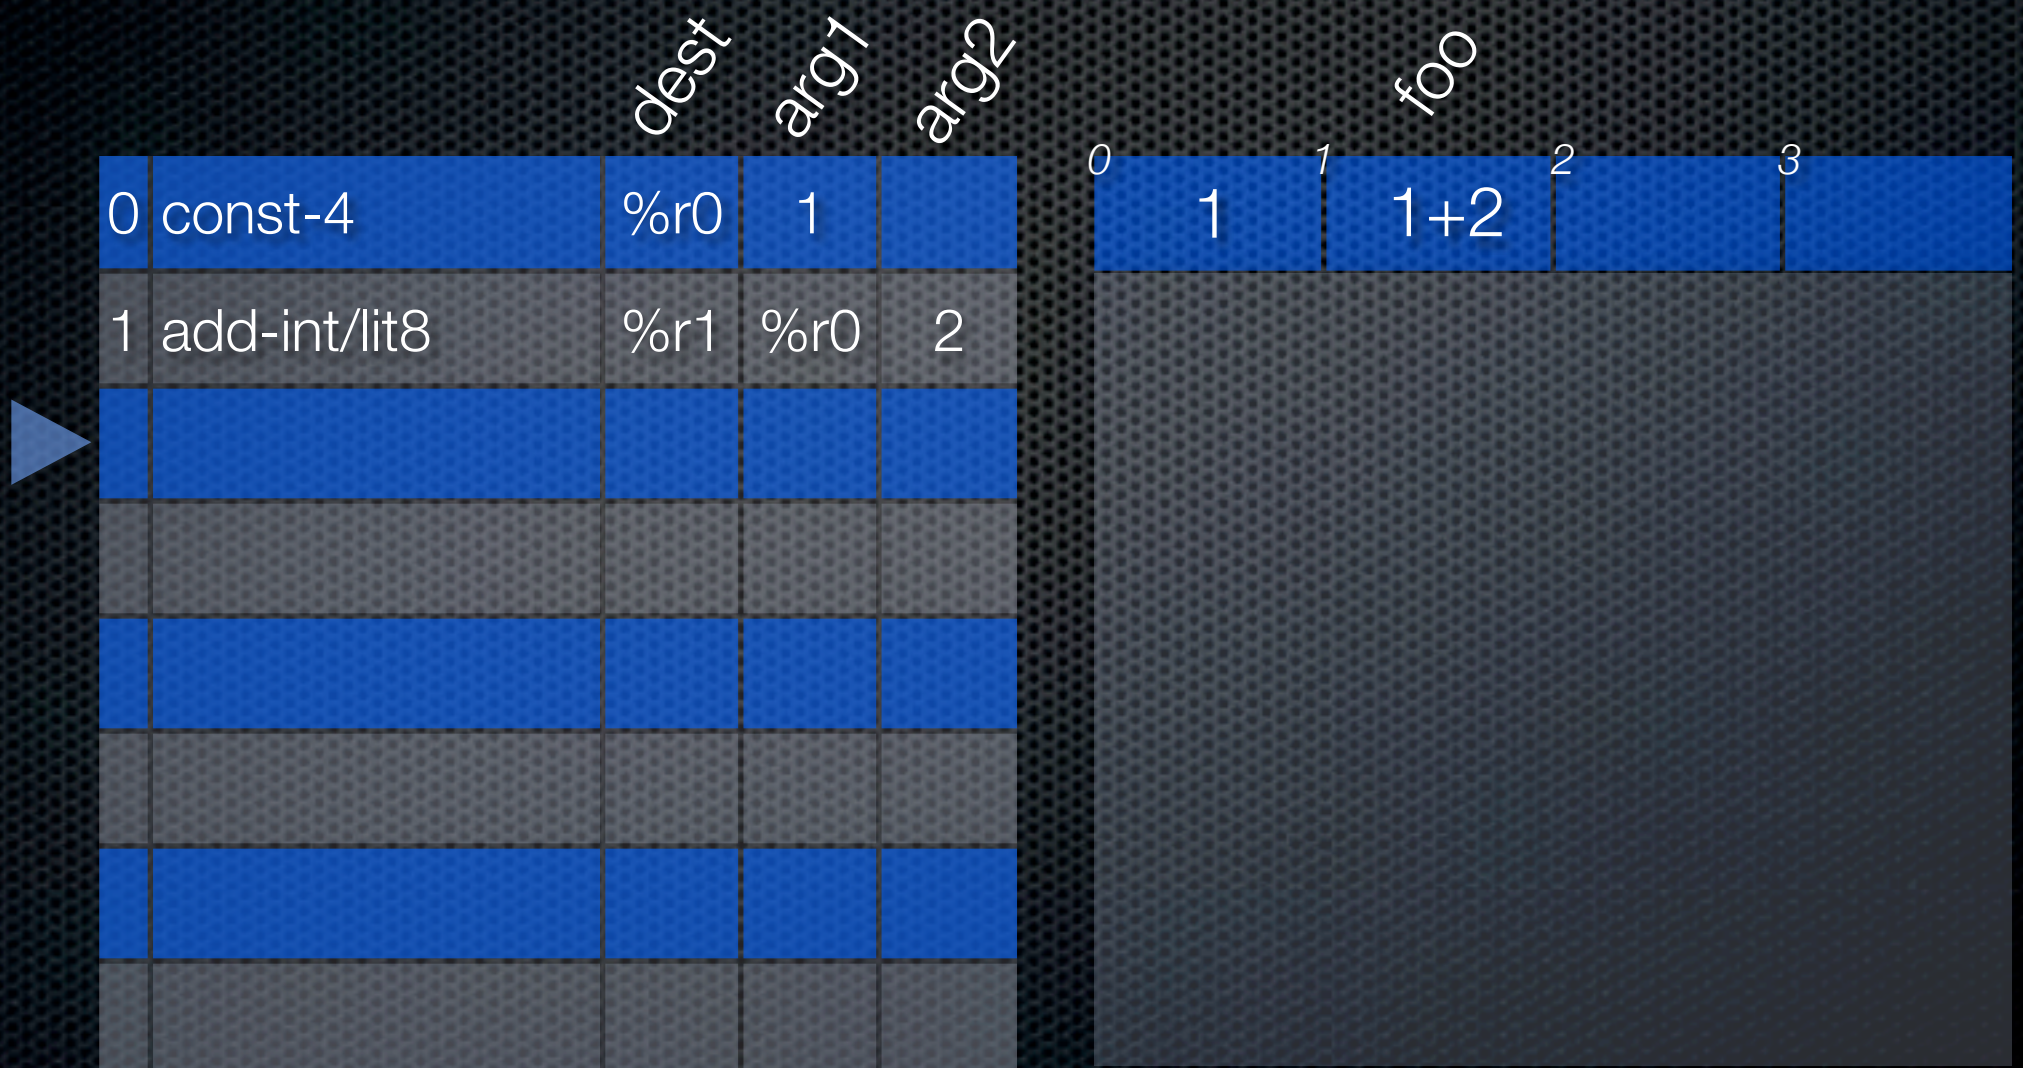 dest arg1 arg2 foo
0 1 2 3
0 const-4 %r0 1 1 1+2
1 add-int/lit8 %r1 %r0 2